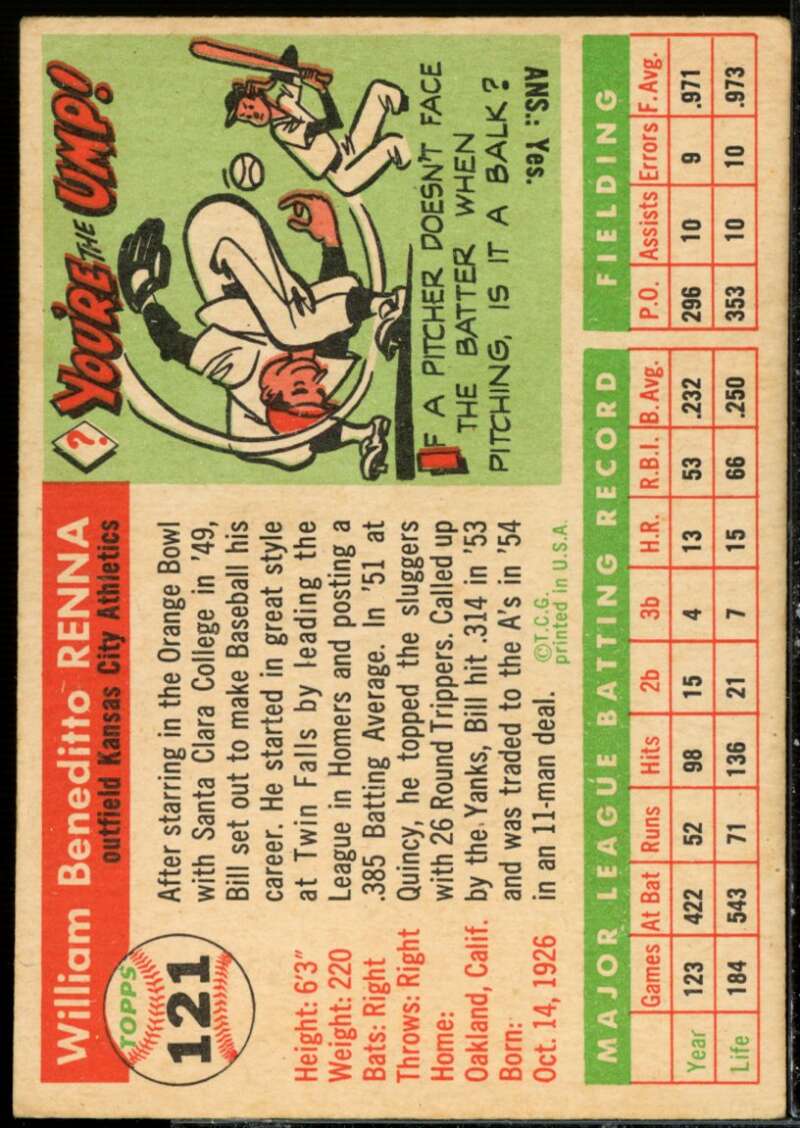 William Beneditto RENNA
outfield Kansas City Athletics
TOPPS
121
Height: 6'3"
Weight: 220
Bats: Right
Throws: Right
Home:
Oakland, Calif.
Born:
Oct. 14, 1926
After starring in the Orange Bowl
with Santa Clara College in '49,
Bill set out to make Baseball his
career. He started in great style
at Twin Falls by leading the
League in Homers and posting a
.385 Batting Average. In '51 at
Quincy, he topped the sluggers
with 26 Round Trippers. Called up
by the Yanks, Bill hit .314 in '53
and was traded to the A's in '54
in an 11-man deal.
©T.C.G.
printed in U.S.A.
? YOU'RE THE UMP!
IF A PITCHER DOESN'T FACE
THE BATTER WHEN
PITCHING, IS IT A BALK?
ANS.: Yes.
MAJOR LEAGUE BATTING RECORD FIELDING
Games At Bat Runs Hits 2b 3b H.R. R.B.I. B. Avg. P.O. Assists Errors F. Avg.
Year 123 422 52 98 15 4 13 53 .232 296 10 9 .971
Life 184 543 71 136 21 7 15 66 .250 353 10 10 .973